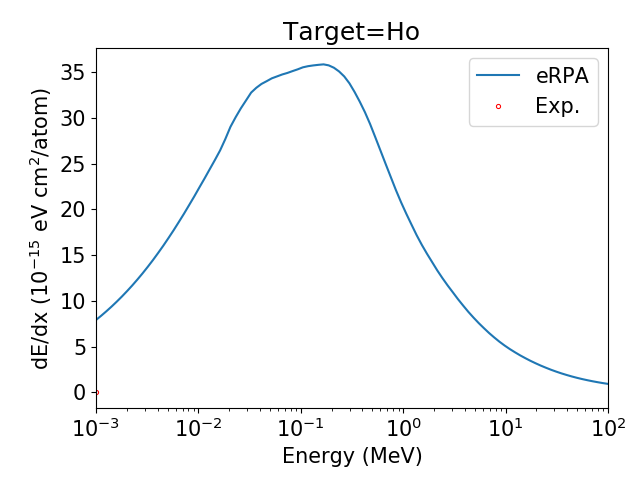 Target=Ho
dE/dx (10⁻¹⁵ eV cm²/atom)
35
30
25
20
15
10
5
0
eRPA
Exp.
10⁻³ 10⁻² 10⁻¹ 10⁰ 10¹ 10²
Energy (MeV)